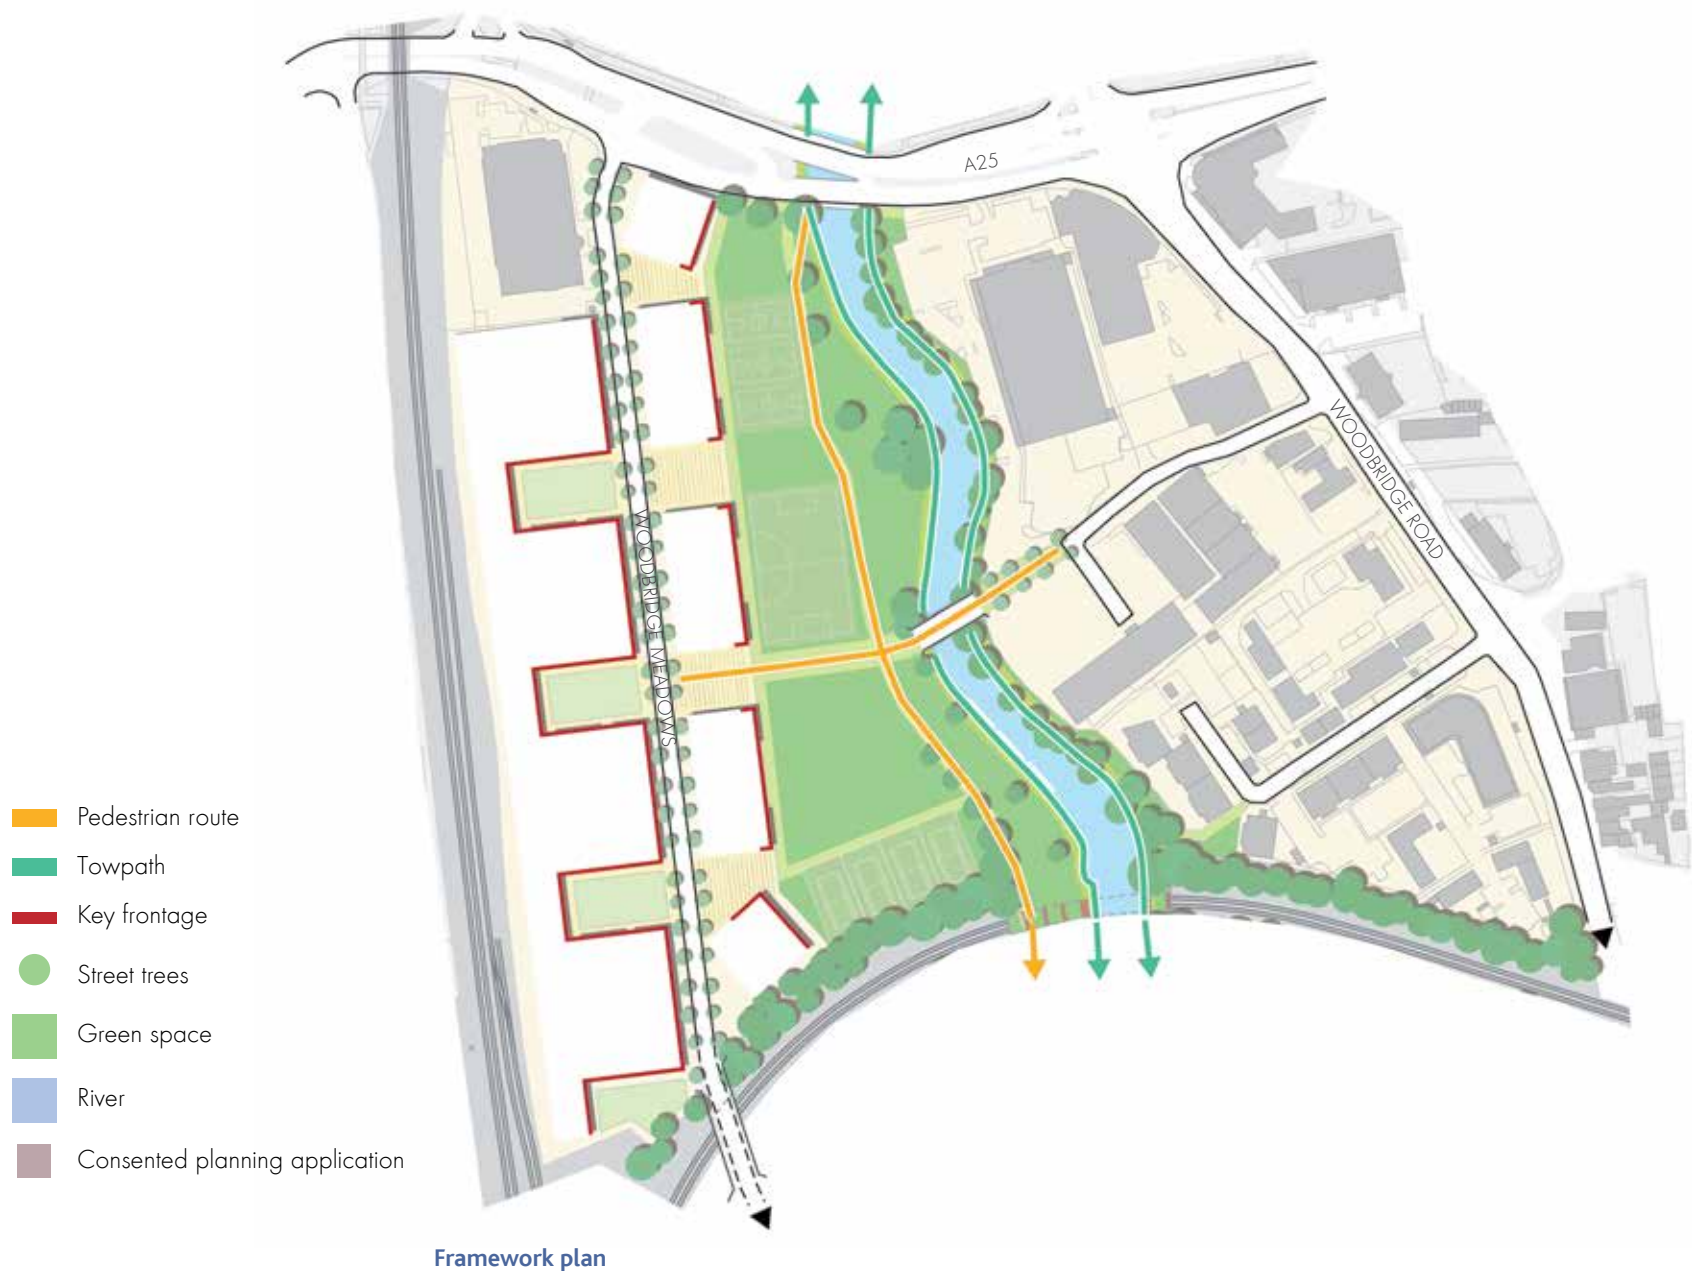 A25
WOODBRIDGE ROAD
WOODBRIDGE MEADOWS
Pedestrian route
Towpath
Key frontage
Street trees
Green space
River
Consented planning application
Framework plan